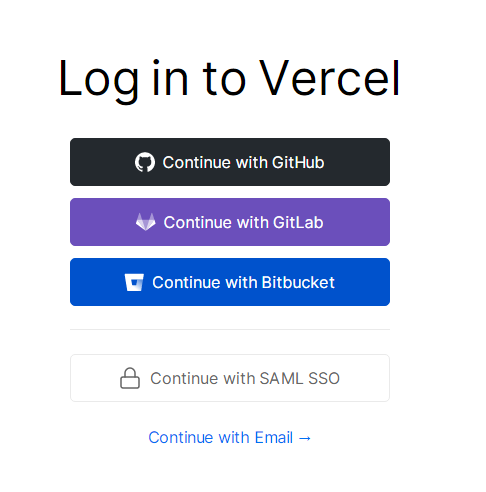 Log in to Vercel
Continue with GitHub
Continue with GitLab
Continue with Bitbucket
Continue with SAML SSO
Continue with Email →